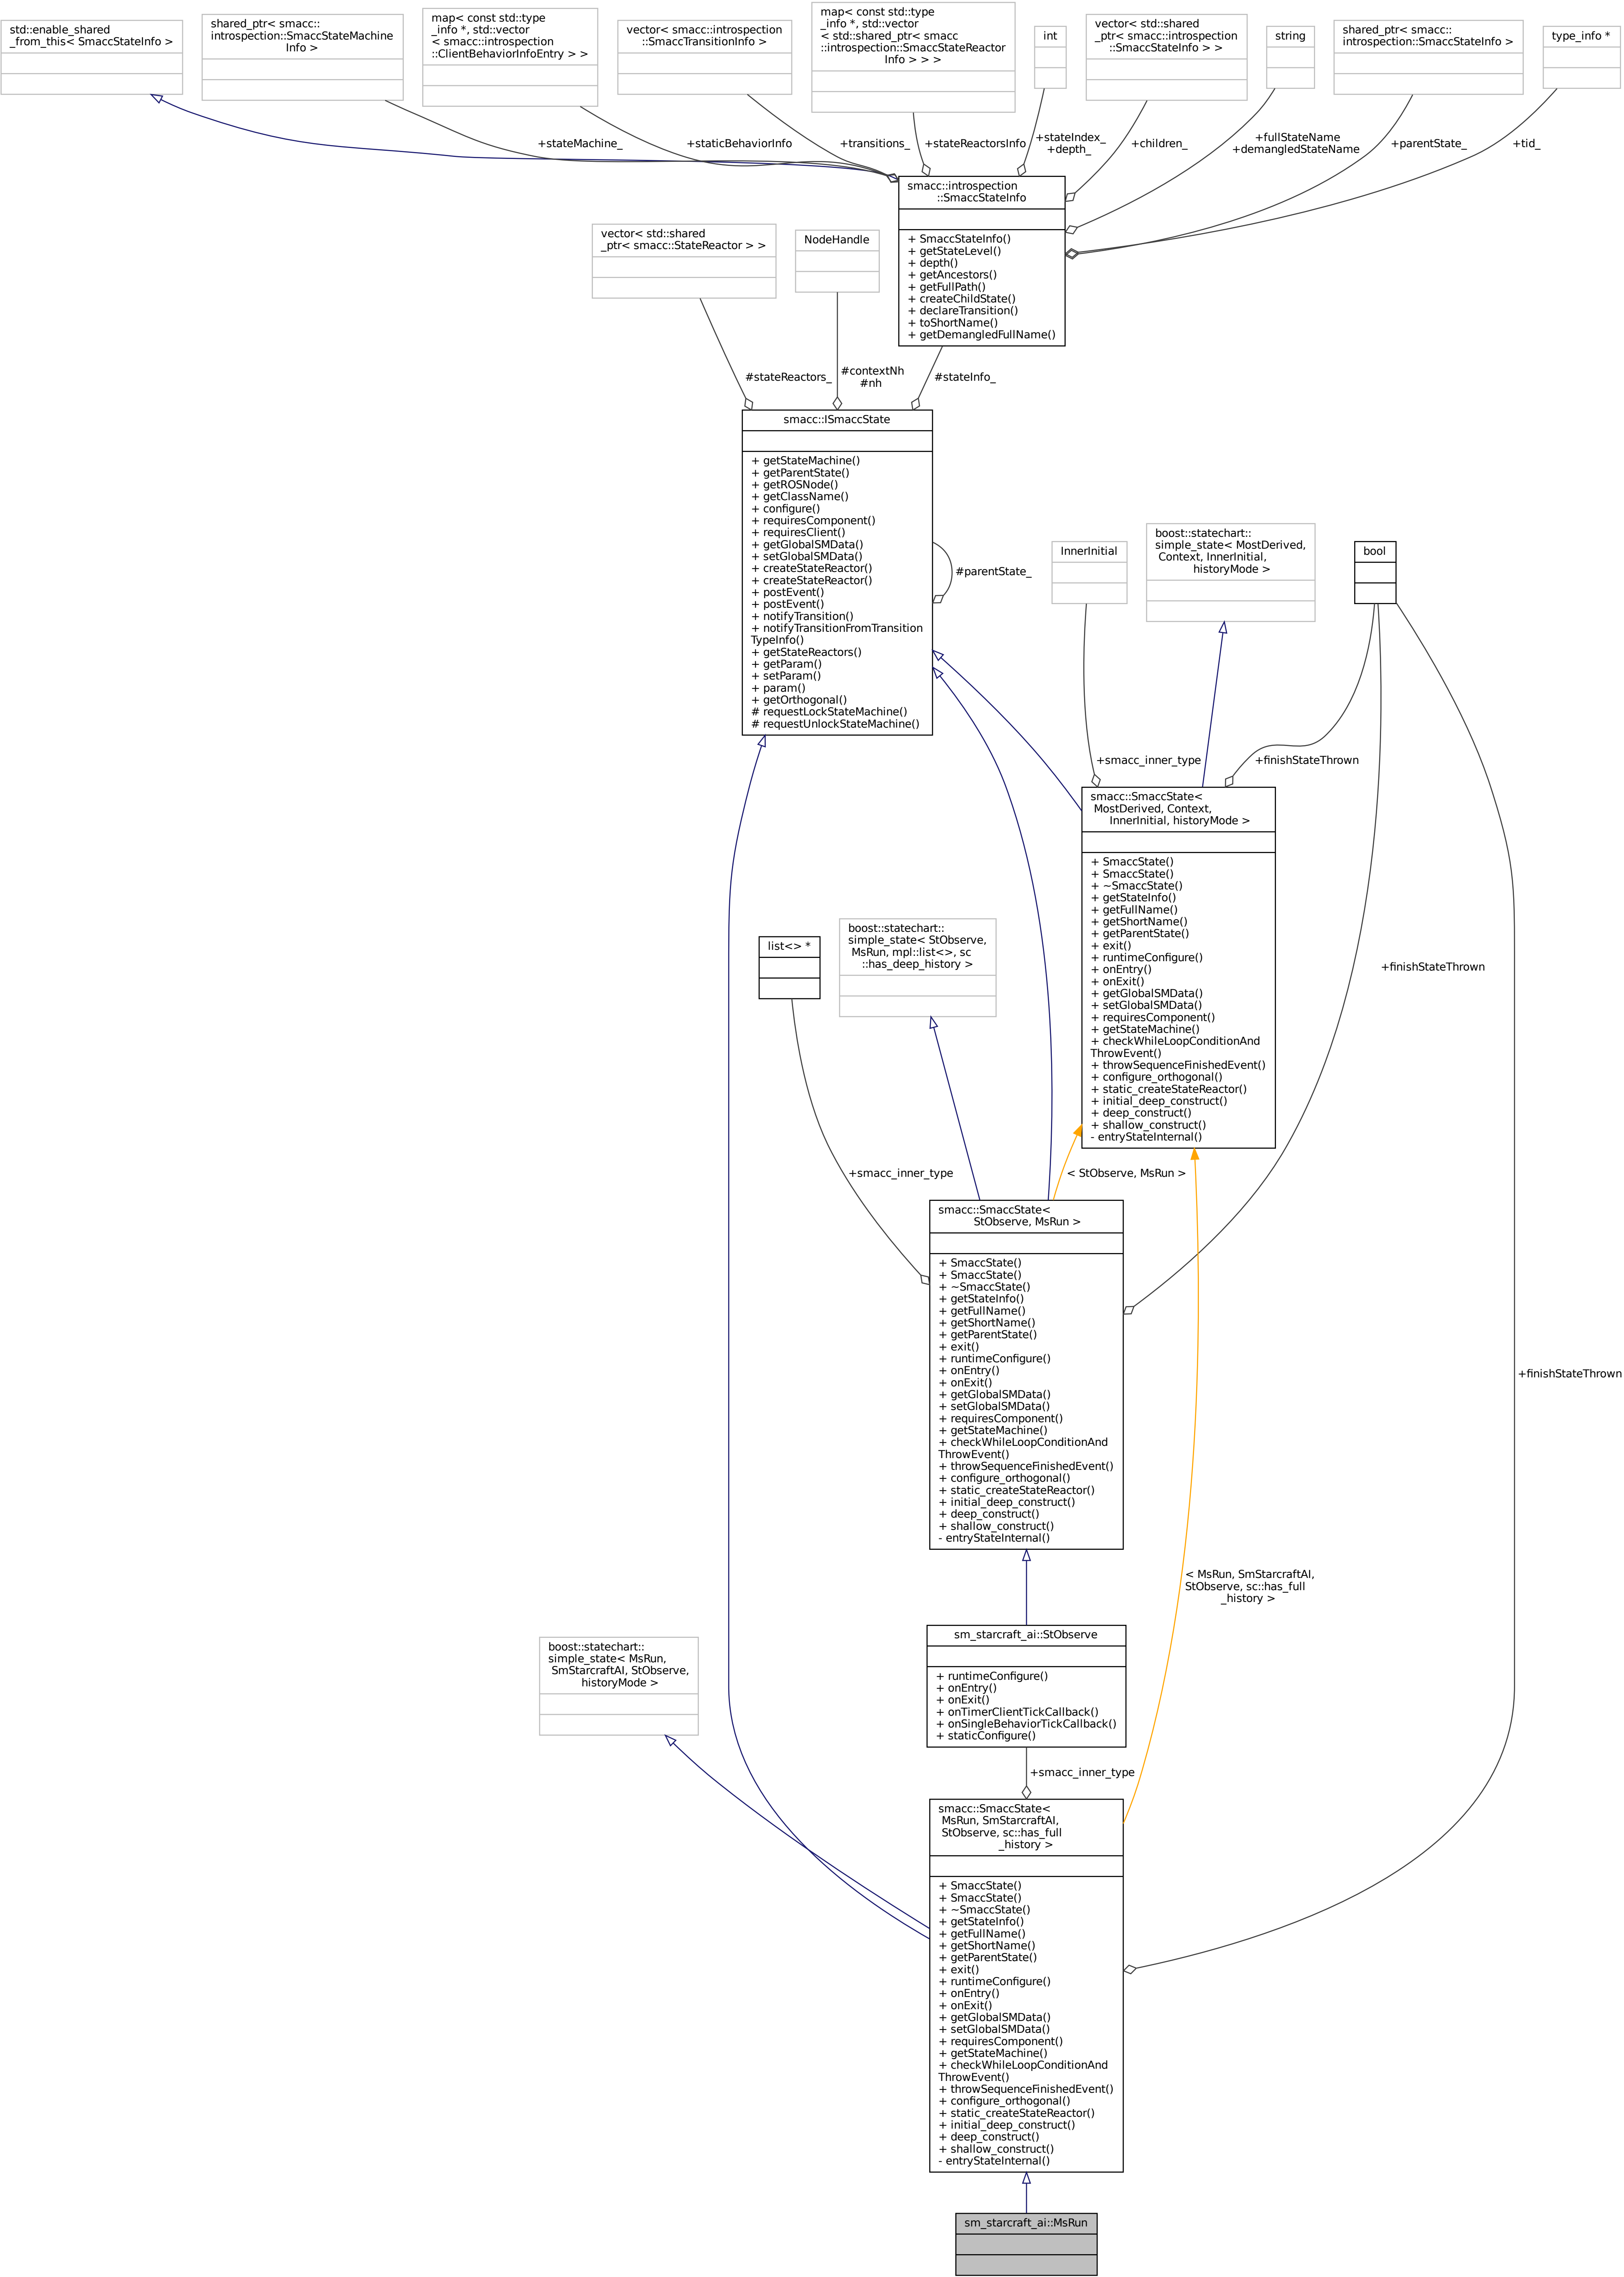 std::enable_shared
_from_this< SmaccStateInfo >
shared_ptr< smacc::
introspection::SmaccStateMachine
Info >
map< const std::type
_info *, std::vector
< smacc::introspection
::ClientBehaviorInfoEntry > >
vector< smacc::introspection
::SmaccTransitionInfo >
map< const std::type
_info *, std::vector
< std::shared_ptr< smacc
::introspection::SmaccStateReactor
Info > > >
int
vector< std::shared
_ptr< smacc::introspection
::SmaccStateInfo > >
string
shared_ptr< smacc::
introspection::SmaccStateInfo >
type_info *
+stateMachine_
+staticBehaviorInfo
+transitions_
+stateReactorsInfo
+stateIndex_
+depth_
+children_
+fullStateName
+demangledStateName
+parentState_
+tid_
smacc::introspection
::SmaccStateInfo
+ SmaccStateInfo()
+ getStateLevel()
+ depth()
+ getAncestors()
+ getFullPath()
+ createChildState()
+ declareTransition()
+ toShortName()
+ getDemangledFullName()
vector< std::shared
_ptr< smacc::StateReactor > >
NodeHandle
#stateReactors_
#contextNh
#nh
#stateInfo_
smacc::ISmaccState
+ getStateMachine()
+ getParentState()
+ getROSNode()
+ getClassName()
+ configure()
+ requiresComponent()
+ requiresClient()
+ getGlobalSMData()
+ setGlobalSMData()
+ createStateReactor()
+ createStateReactor()
+ postEvent()
+ postEvent()
+ notifyTransition()
+ notifyTransitionFromTransition
TypeInfo()
+ getStateReactors()
+ getParam()
+ setParam()
+ param()
+ getOrthogonal()
# requestLockStateMachine()
# requestUnlockStateMachine()
#parentState_
InnerInitial
boost::statechart::
simple_state< MostDerived,
Context, InnerInitial,
historyMode >
bool
+smacc_inner_type
+finishStateThrown
smacc::SmaccState<
MostDerived, Context,
InnerInitial, historyMode >
+ SmaccState()
+ SmaccState()
+ ~SmaccState()
+ getStateInfo()
+ getFullName()
+ getShortName()
+ getParentState()
+ exit()
+ runtimeConfigure()
+ onEntry()
+ onExit()
+ getGlobalSMData()
+ setGlobalSMData()
+ requiresComponent()
+ getStateMachine()
+ checkWhileLoopConditionAnd
ThrowEvent()
+ throwSequenceFinishedEvent()
+ configure_orthogonal()
+ static_createStateReactor()
+ initial_deep_construct()
+ deep_construct()
+ shallow_construct()
- entryStateInternal()
list<> *
boost::statechart::
simple_state< StObserve,
MsRun, mpl::list<>, sc
::has_deep_history >
+finishStateThrown
+smacc_inner_type
< StObserve, MsRun >
smacc::SmaccState<
StObserve, MsRun >
+ SmaccState()
+ SmaccState()
+ ~SmaccState()
+ getStateInfo()
+ getFullName()
+ getShortName()
+ getParentState()
+ exit()
+ runtimeConfigure()
+ onEntry()
+ onExit()
+ getGlobalSMData()
+ setGlobalSMData()
+ requiresComponent()
+ getStateMachine()
+ checkWhileLoopConditionAnd
ThrowEvent()
+ throwSequenceFinishedEvent()
+ configure_orthogonal()
+ static_createStateReactor()
+ initial_deep_construct()
+ deep_construct()
+ shallow_construct()
- entryStateInternal()
+finishStateThrown
< MsRun, SmStarcraftAI,
StObserve, sc::has_full
_history >
sm_starcraft_ai::StObserve
+ runtimeConfigure()
+ onEntry()
+ onExit()
+ onTimerClientTickCallback()
+ onSingleBehaviorTickCallback()
+ staticConfigure()
boost::statechart::
simple_state< MsRun,
SmStarcraftAI, StObserve,
historyMode >
+smacc_inner_type
smacc::SmaccState<
MsRun, SmStarcraftAI,
StObserve, sc::has_full
_history >
+ SmaccState()
+ SmaccState()
+ ~SmaccState()
+ getStateInfo()
+ getFullName()
+ getShortName()
+ getParentState()
+ exit()
+ runtimeConfigure()
+ onEntry()
+ onExit()
+ getGlobalSMData()
+ setGlobalSMData()
+ requiresComponent()
+ getStateMachine()
+ checkWhileLoopConditionAnd
ThrowEvent()
+ throwSequenceFinishedEvent()
+ configure_orthogonal()
+ static_createStateReactor()
+ initial_deep_construct()
+ deep_construct()
+ shallow_construct()
- entryStateInternal()
sm_starcraft_ai::MsRun